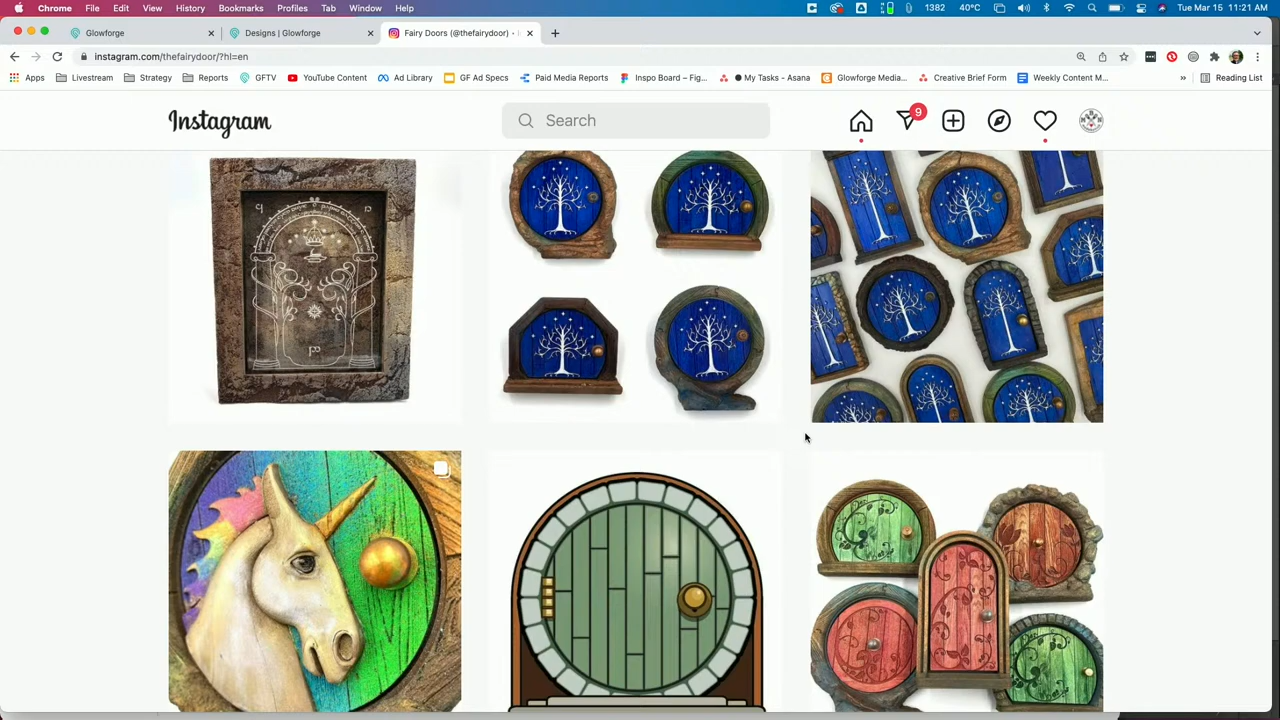 Chrome File Edit View History Bookmarks Profiles Tab Window Help 1382 40°C Tue Mar 15 11:21 AM
Glowforge Designs | Glowforge Fairy Doors (@thefairydoor) •
instagram.com/thefairydoor/?hl=en
Apps Livestream Strategy Reports GFTV YouTube Content Ad Library GF Ad Specs Paid Media Reports Inspo Board – Fig... My Tasks - Asana Glowforge Media... Creative Brief Form Weekly Content M... » Reading List
Instagram Search 9